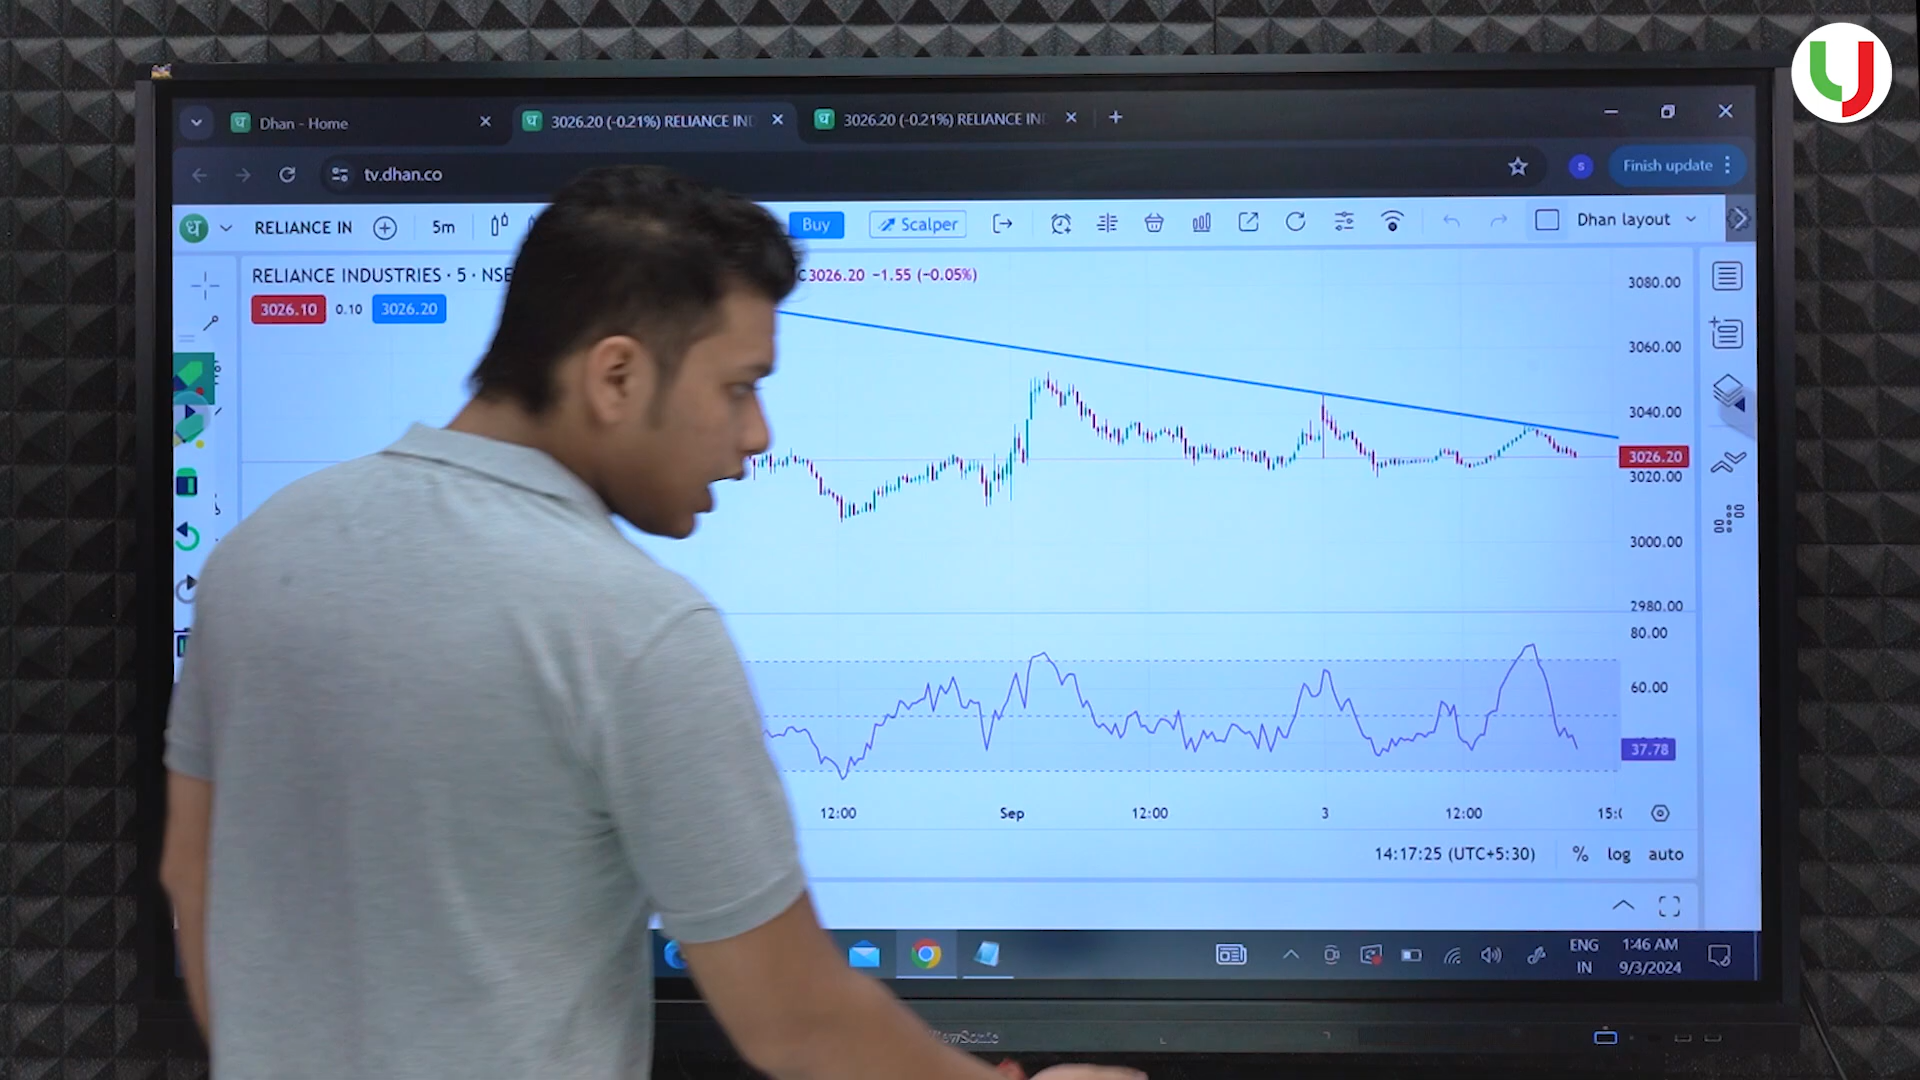 Dhan - Home
3026.20 (-0.21%) RELIANCE IND
3026.20 (-0.21%) RELIANCE IN
tv.dhan.co
S
Finish update
ध
RELIANCE IN
5m
Buy
Scalper
Dhan layout
RELIANCE INDUSTRIES · 5 · NSE
C3026.20 −1.55 (−0.05%)
3026.10
0.10
3026.20
3080.00
3060.00
3040.00
3026.20
3020.00
3000.00
2980.00
80.00
60.00
37.78
12:00
Sep
12:00
3
12:00
14:17:25 (UTC+5:30)
%
log
auto
ENG
IN
1:46 AM
9/3/2024
ViewSonic